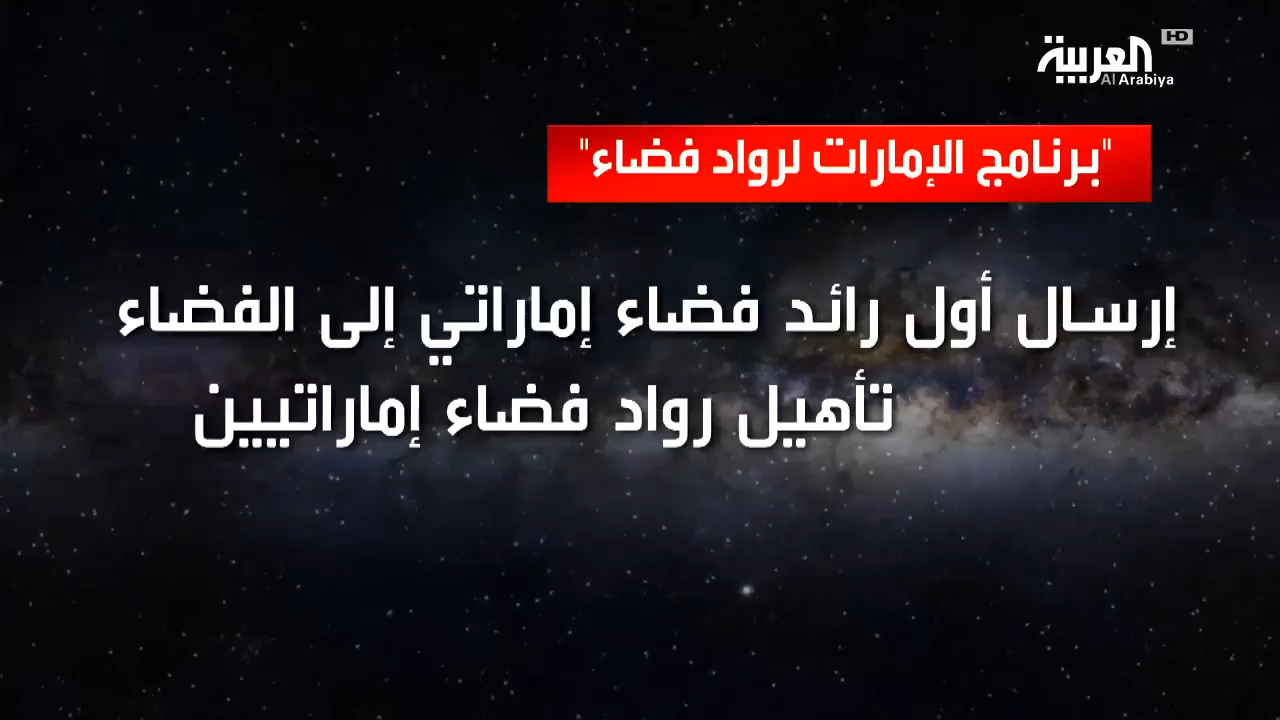 العربية HD
Al Arabiya
"برنامج الإمارات لرواد فضاء"
إرسال أول رائد فضاء إماراتي إلى الفضاء
تأهيل رواد فضاء إماراتيين